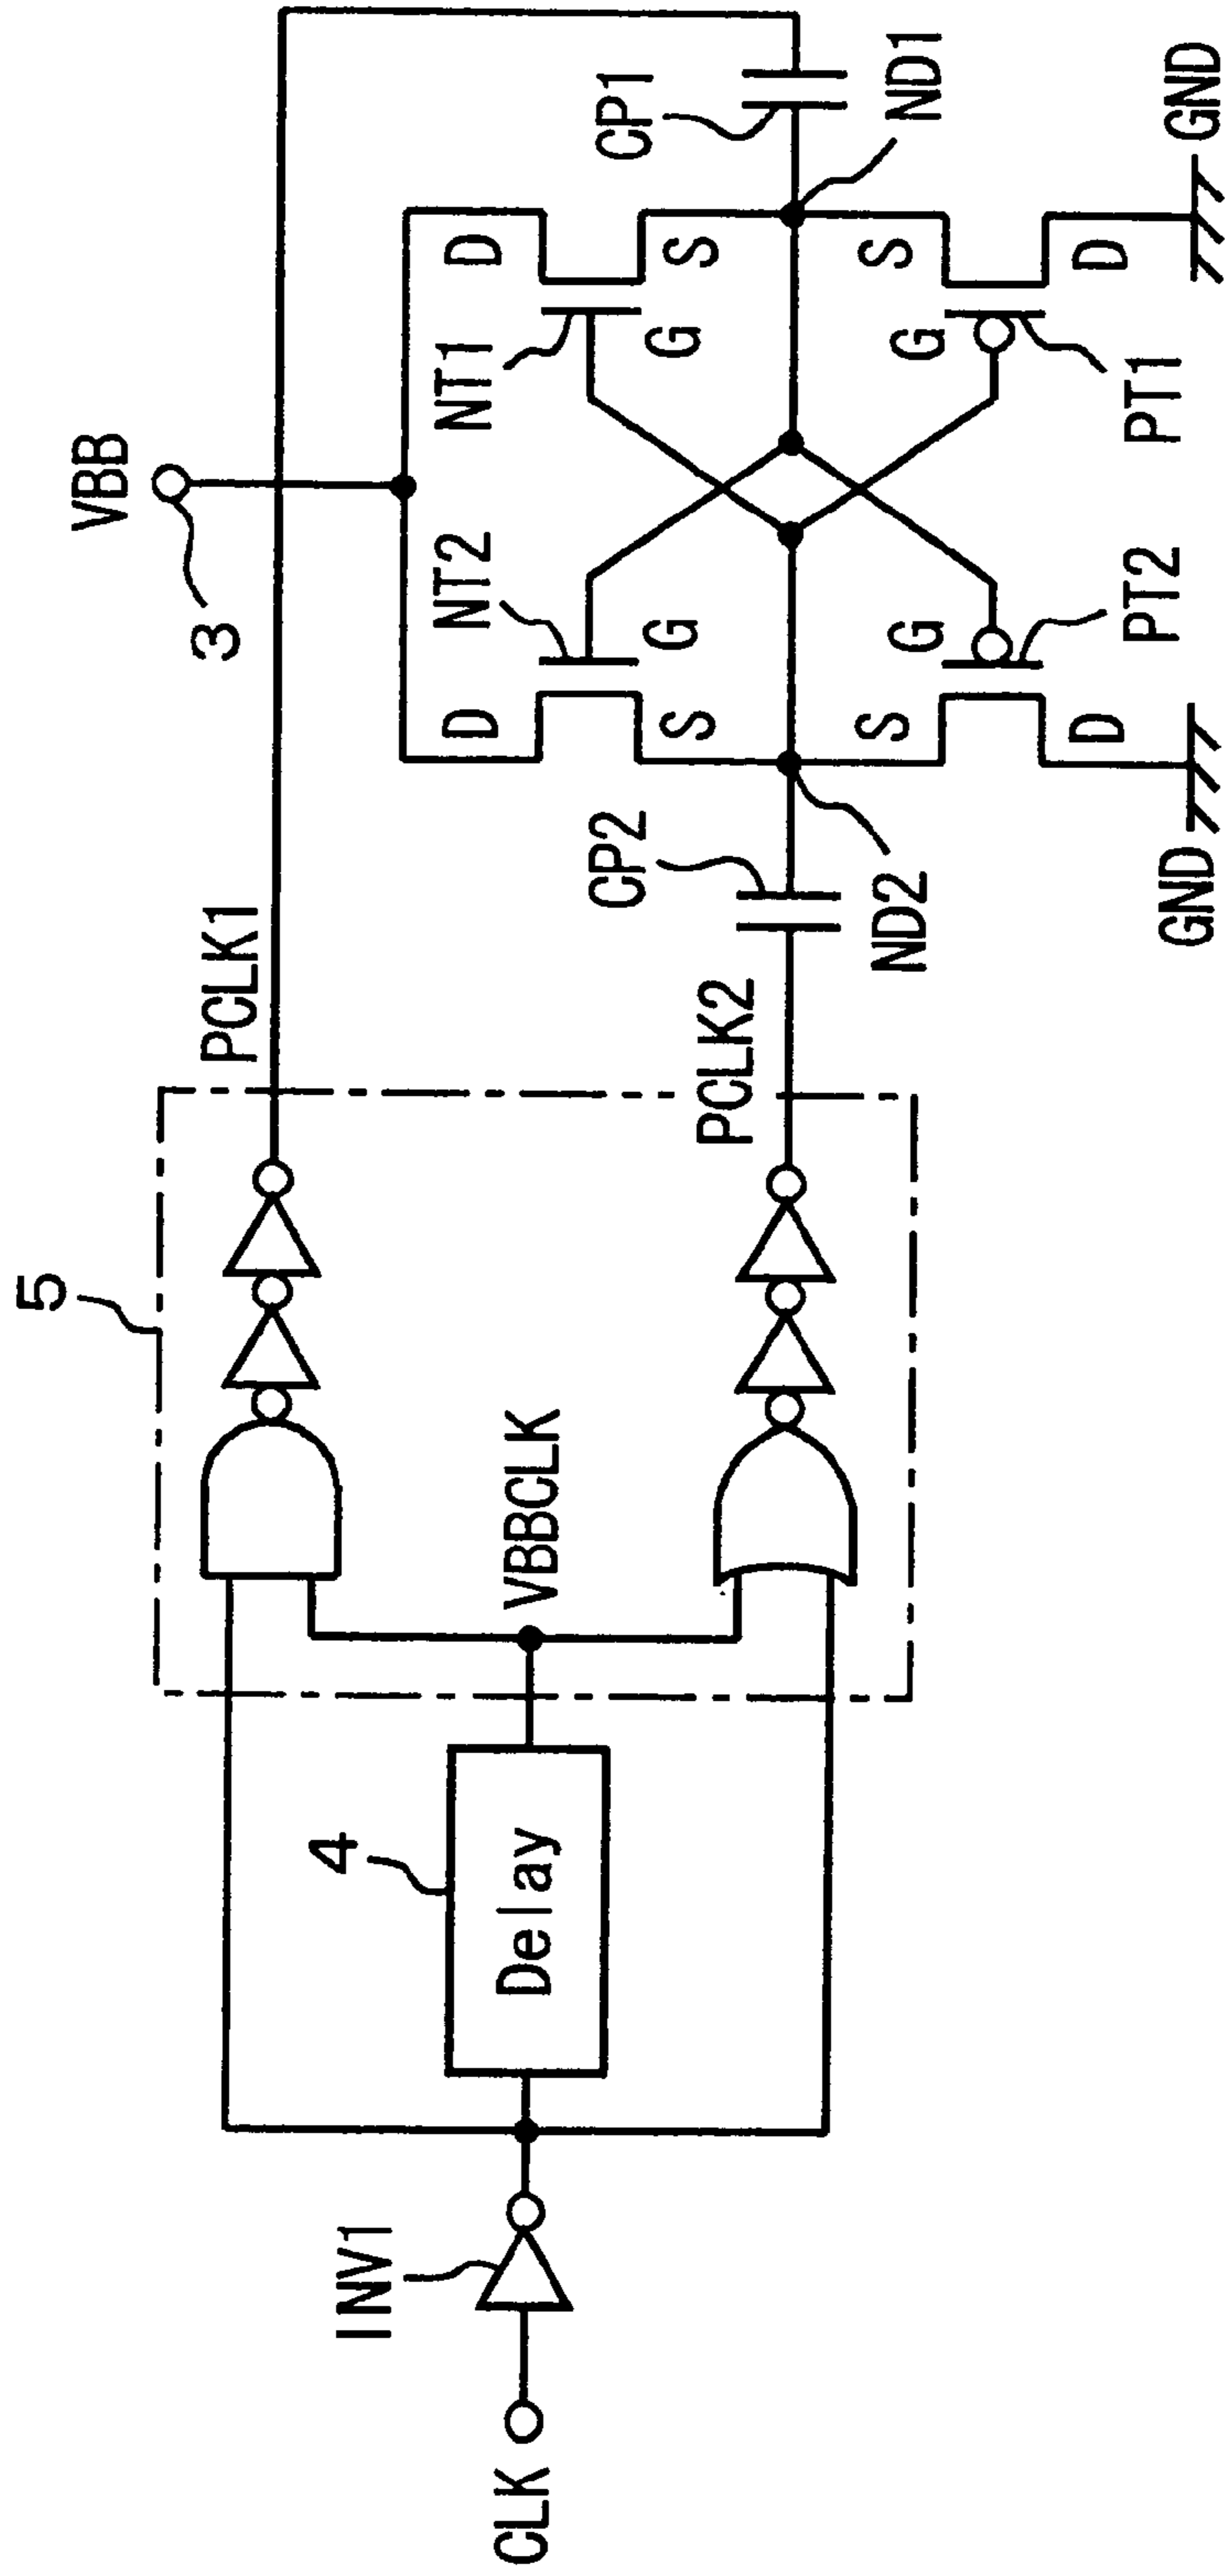 CLK
INV1
4
Delay
VBBCLK
5
PCLK1
PCLK2
VBB
3
CP2
ND2
NT2
D
G
S
NT1
D
G
S
PT2
S
G
D
PT1
S
G
D
CP1
ND1
GND
GND